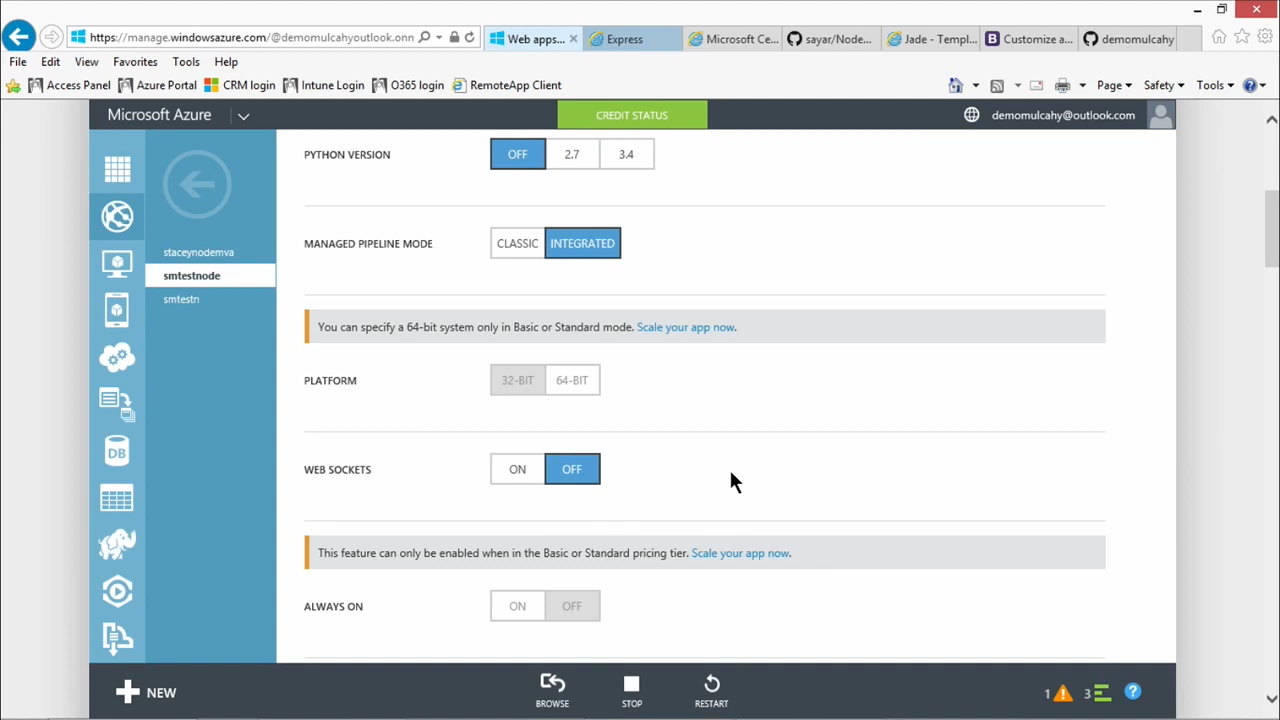 https://manage.windowsazure.com/@demomulcahyoutlook.onn
Web apps...
Express
Microsoft Ce...
sayar/Node...
Jade - Templ...
Customize a...
demomulcahy
File Edit View Favorites Tools Help
Access Panel Azure Portal CRM login Intune Login O365 login RemoteApp Client
Page Safety Tools
Microsoft Azure
CREDIT STATUS
demomulcahy@outlook.com
staceynodemva
smtestnode
smtestn
DB
PYTHON VERSION OFF 2.7 3.4
MANAGED PIPELINE MODE CLASSIC INTEGRATED
You can specify a 64-bit system only in Basic or Standard mode. Scale your app now.
PLATFORM 32-BIT 64-BIT
WEB SOCKETS ON OFF
This feature can only be enabled when in the Basic or Standard pricing tier. Scale your app now.
ALWAYS ON ON OFF
NEW
BROWSE
STOP
RESTART
1 3 ?